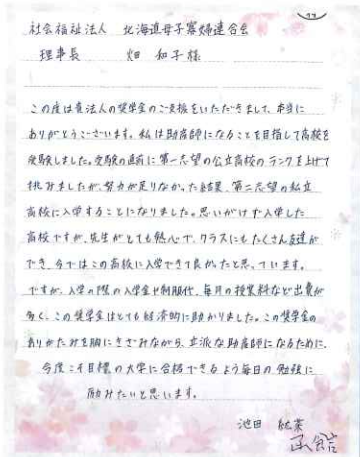 77
社会福祉法人 北海道母子寡婦連合会
理事長 畑 和子様
この度は貴法人の奨学金のご支援をいただきまして、本当に
ありがとうございます。私は助産師になることを目指して高校を
受験しました。受験の直前に第一志望の公立高校のランクを上げて
挑みましたが、努力が足りなかった結果、第二志望の私立
高校に入学することになりました。思いがけず入学した
高校ですが、先生がとても熱心で、クラスにもたくさん友達が
でき、今ではこの高校に入学できて良かったと思っています。
ですが、入学の際の入学金や制服代、毎月の授業料など出費が
多く、この奨学金はとても経済的に助かりました。この奨学金の
ありがたみを胸にきざみながら、立派な助産師になるために、
今度こそ目標の大学に合格できるよう毎日の勉強に
励みたいと思います。
池田
函館